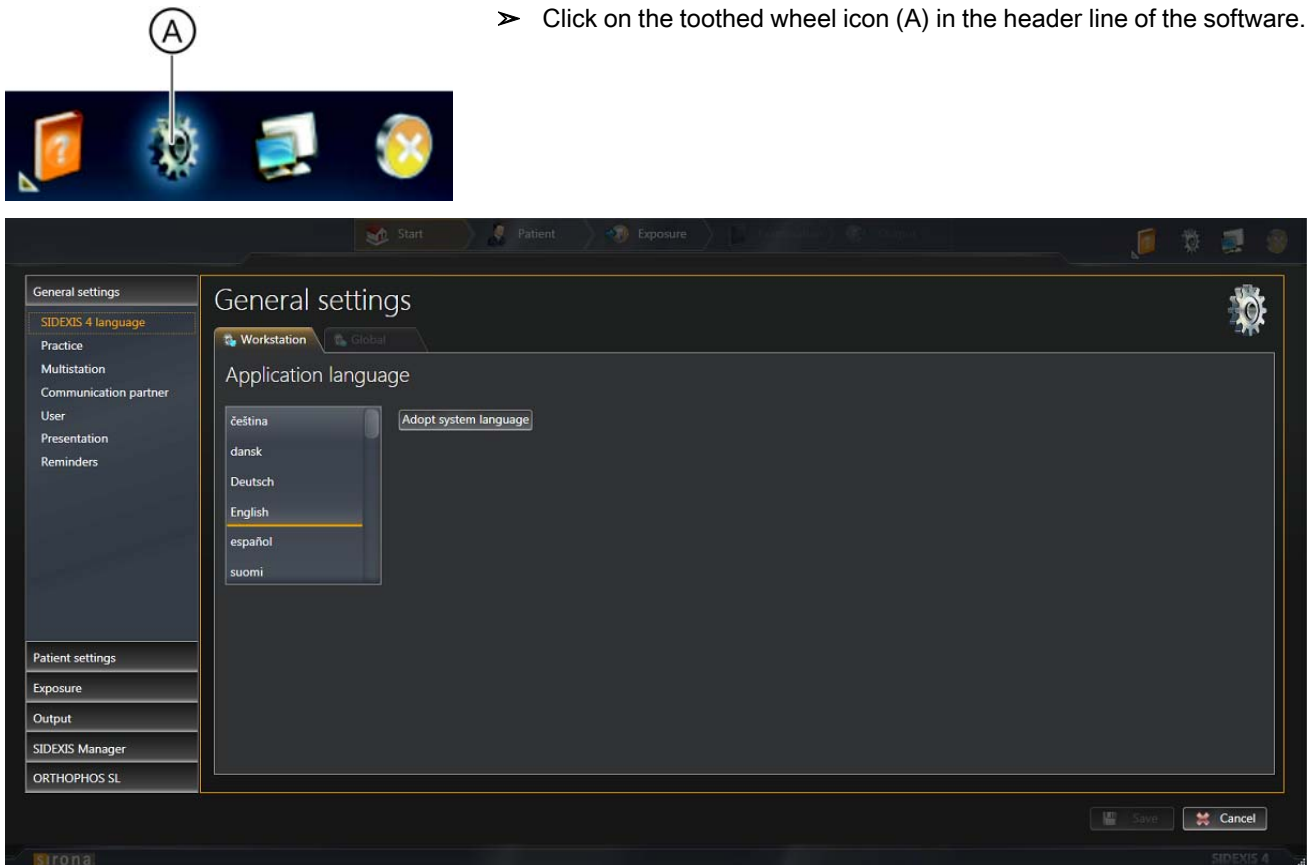 A
➢ Click on the toothed wheel icon (A) in the header line of the software.
?
Start Patient Exposure
General settings
SIDEXIS 4 language
Practice
Multistation
Communication partner
User
Presentation
Reminders
Patient settings
Exposure
Output
SIDEXIS Manager
ORTHOPHOS SL
General settings
Workstation Global
Application language
čeština
dansk
Deutsch
English
español
suomi
Adopt system language
Save Cancel
sirona SIDEXIS 4